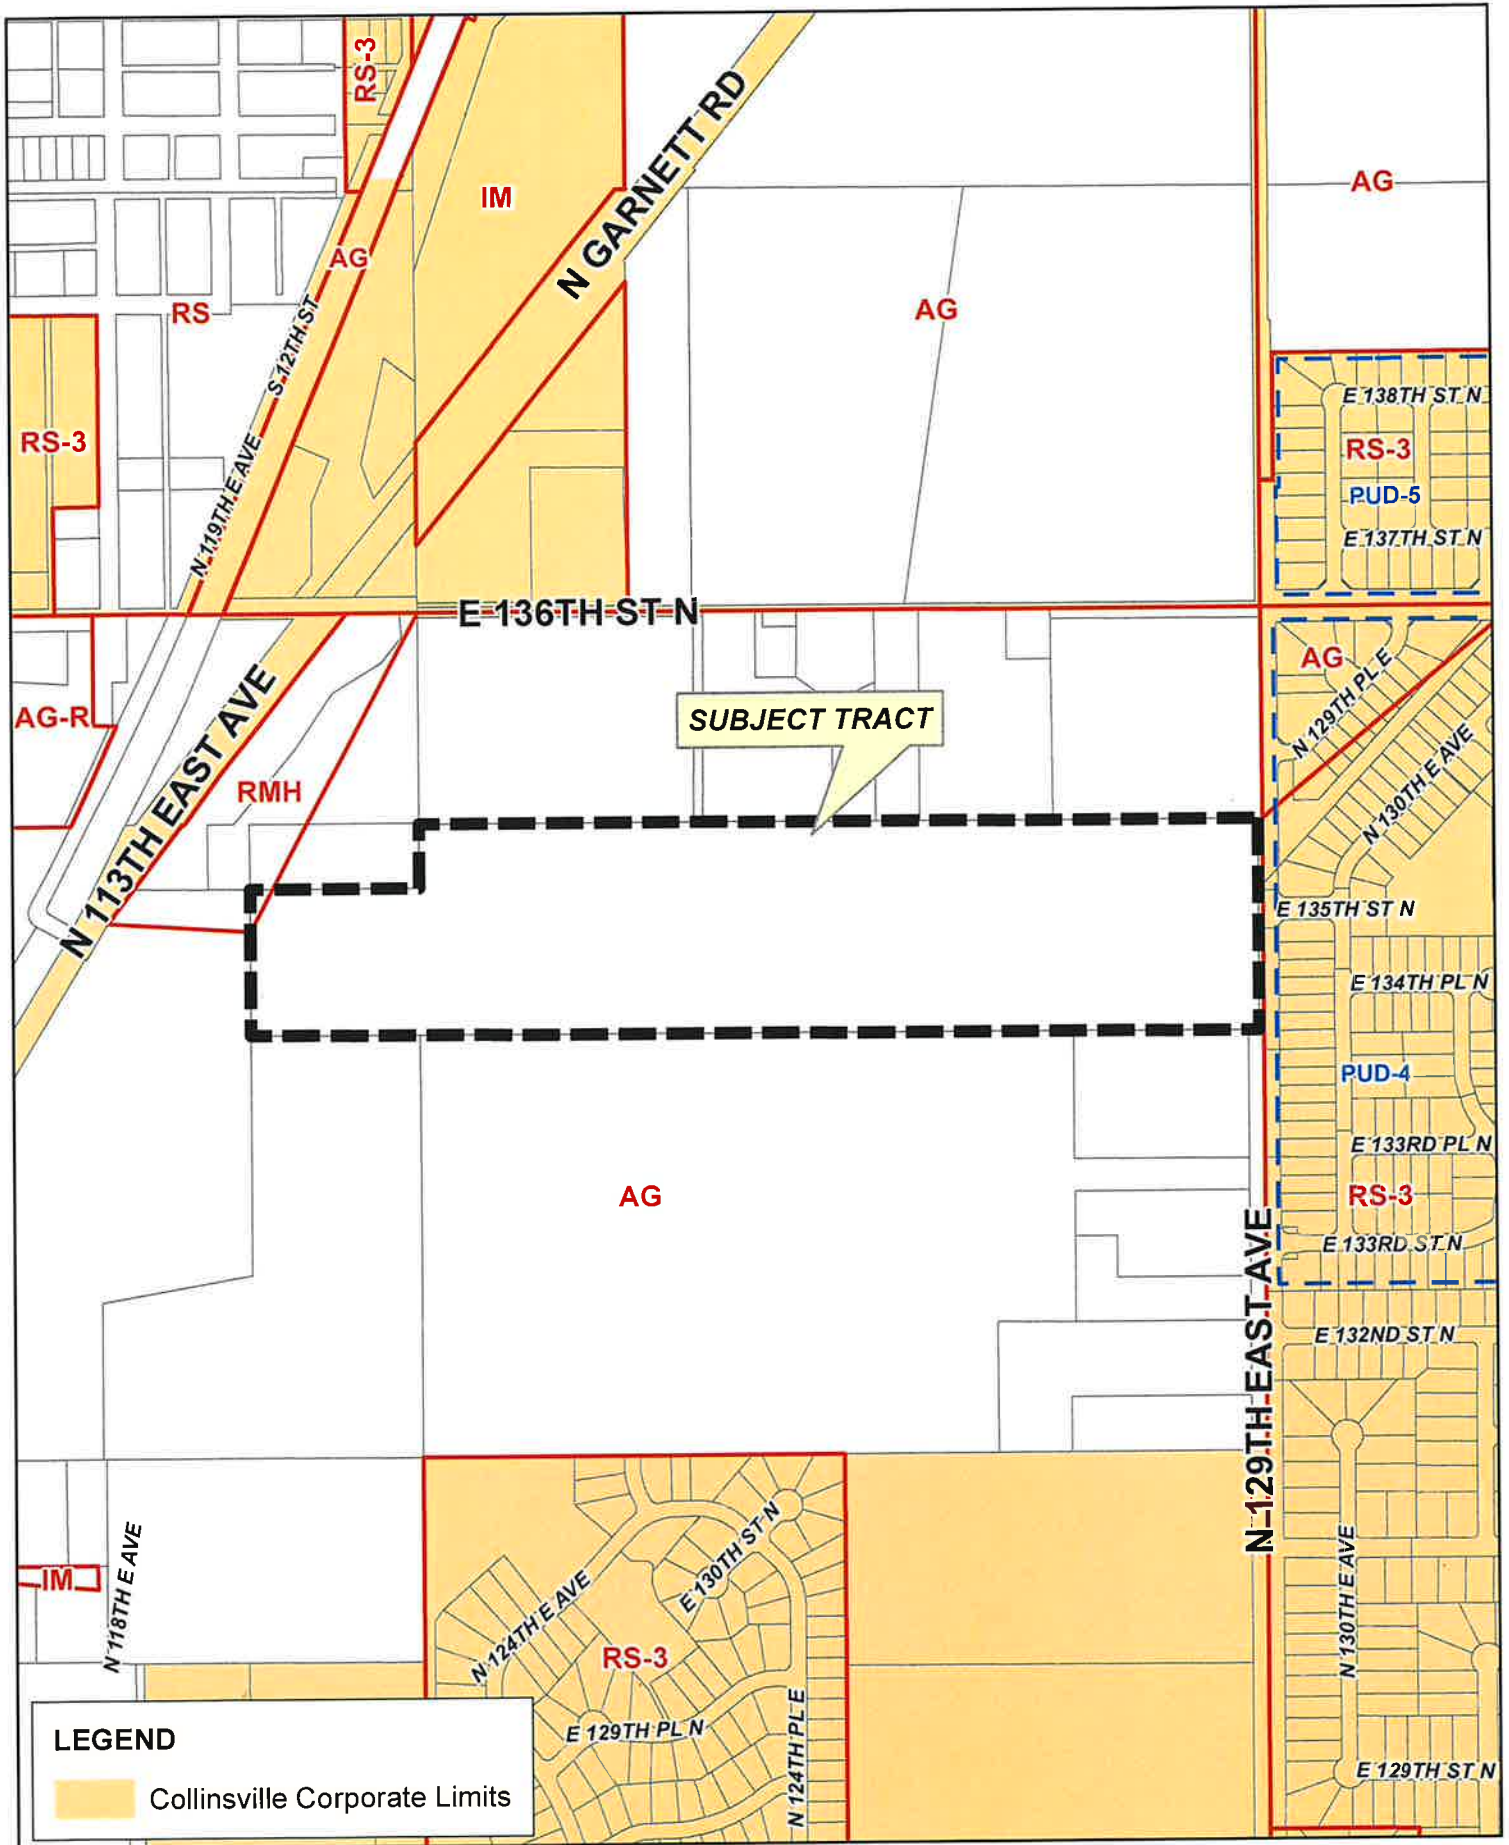 RS-3
IM
N GARNETT RD
AG
AG
RS
S 12TH ST
AG
E 138TH ST N
RS-3
RS-3
PUD-5
N 119TH E AVE
E 137TH ST N
E 136TH ST N
AG
N 129TH PL E
AG-R
SUBJECT TRACT
N 113TH EAST AVE
RMH
N 130TH E AVE
E 135TH ST N
E 134TH PL N
PUD-4
E 133RD PL N
AG
RS-3
E 133RD ST N
N 129TH EAST AVE
E 132ND ST N
IM
N 118TH E AVE
N 124TH E AVE
E 130TH ST N
RS-3
N 130TH E AVE
E 129TH PL N
N 124TH PL E
E 129TH ST N
LEGEND
Collinsville Corporate Limits